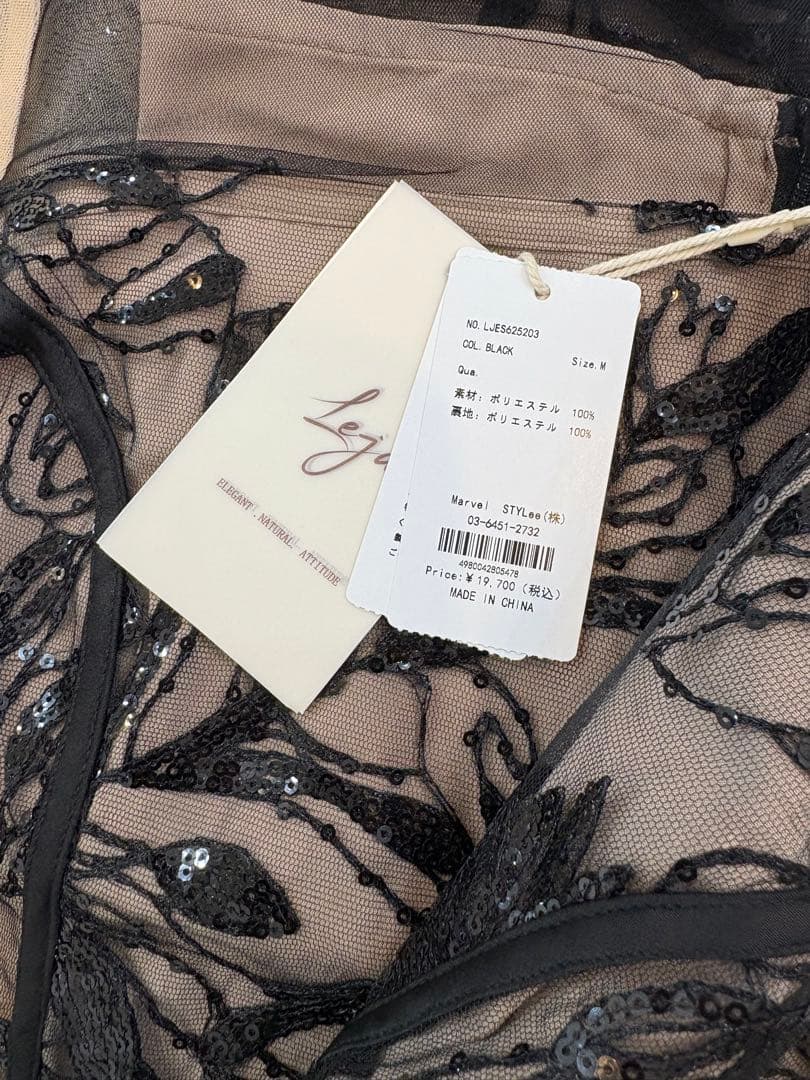 ELEGANT . NATURAL. ATTITUDE
NO. LJES625203
COL. BLACK Size. M
Qua.
素材: ポリエステル 100%
裏地: ポリエステル 100%
Marvel STYLee(株)
03-6451-2732
4980042805478
Price:¥19,700 (税込)
MADE IN CHINA